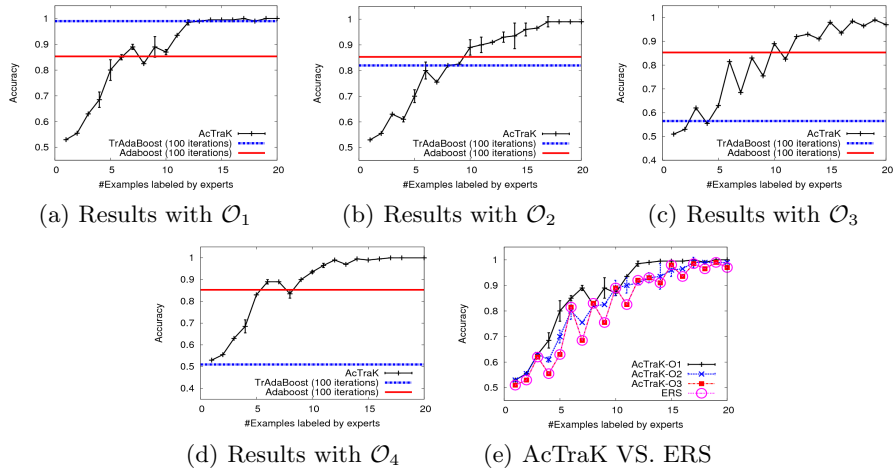 1
0.9
0.8
0.7
0.6
0.5
Accuracy
0 5 10 15 20
#Examples labeled by experts
AcTraK
TrAdaBoost (100 iterations)
Adaboost (100 iterations)
(a) Results with 𝒪₁
1
0.9
0.8
0.7
0.6
0.5
Accuracy
0 5 10 15 20
#Examples labeled by experts
AcTraK
TrAdaBoost (100 iterations)
Adaboost (100 iterations)
(b) Results with 𝒪₂
1
0.9
0.8
0.7
0.6
0.5
0.4
Accuracy
0 5 10 15 20
#Examples labeled by experts
AcTraK
TrAdaBoost (100 iterations)
Adaboost (100 iterations)
(c) Results with 𝒪₃
1
0.9
0.8
0.7
0.6
0.5
0.4
Accuracy
0 5 10 15 20
#Examples labeled by experts
AcTraK
TrAdaBoost (100 iterations)
Adaboost (100 iterations)
(d) Results with 𝒪₄
1
0.9
0.8
0.7
0.6
0.5
Accuracy
0 5 10 15 20
#Examples labeled by experts
AcTraK-O1
AcTraK-O2
AcTraK-O3
ERS
(e) AcTraK VS. ERS